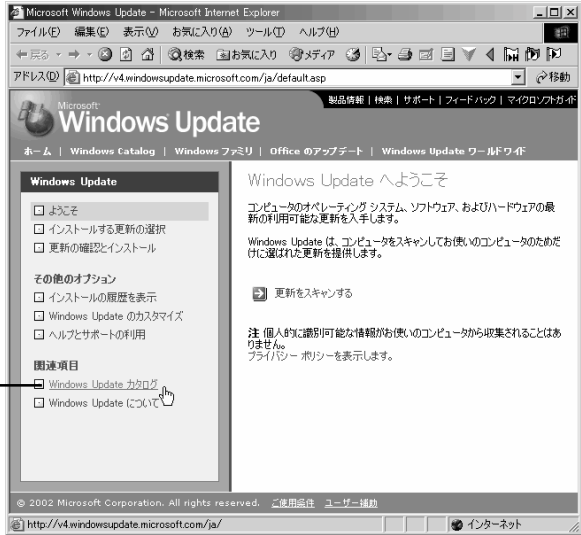 Microsoft Windows Update - Microsoft Internet Explorer
ファイル(F) 編集(E) 表示(V) お気に入り(A) ツール(T) ヘルプ(H)
戻る 検索 お気に入り メディア
アドレス(D) http://v4.windowsupdate.microsoft.com/ja/default.asp 移動
製品情報 | 検索 | サポート | フィードバック | マイクロソフトガイド
Microsoft
Windows Update
ホーム | Windows Catalog | Windows ファミリ | Office のアップデート | Windows Update ワールドワイド
Windows Update
ようこそ
インストールする更新の選択
更新の確認とインストール
その他のオプション
インストールの履歴を表示
Windows Update のカスタマイズ
ヘルプとサポートの利用
関連項目
Windows Update カタログ
Windows Update について
Windows Update へようこそ
コンピュータのオペレーティング システム、ソフトウェア、およびハードウェアの最
新の利用可能な更新を入手します。
Windows Update は、コンピュータをスキャンしてお使いのコンピュータのためだ
けに選ばれた更新を提供します。
更新をスキャンする
注 個人的に識別可能な情報がお使いのコンピュータから収集されることはあ
りません。
プライバシー ポリシーを表示します。
© 2002 Microsoft Corporation. All rights reserved. ご使用条件 ユーザー補助
http://v4.windowsupdate.microsoft.com/ja/ インターネット